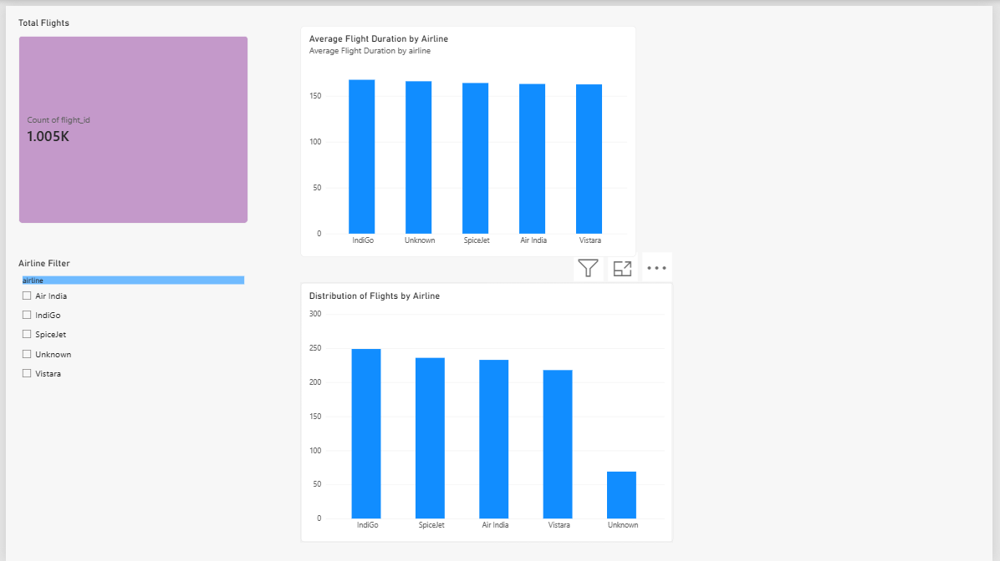 Total Flights
Count of flight_id
1.005K
Airline Filter
airline
Air India
IndiGo
SpiceJet
Unknown
Vistara
Average Flight Duration by Airline
Average Flight Duration by airline
150
100
50
0
IndiGo Unknown SpiceJet Air India Vistara
Distribution of Flights by Airline
300
250
200
150
100
50
0
IndiGo SpiceJet Air India Vistara Unknown